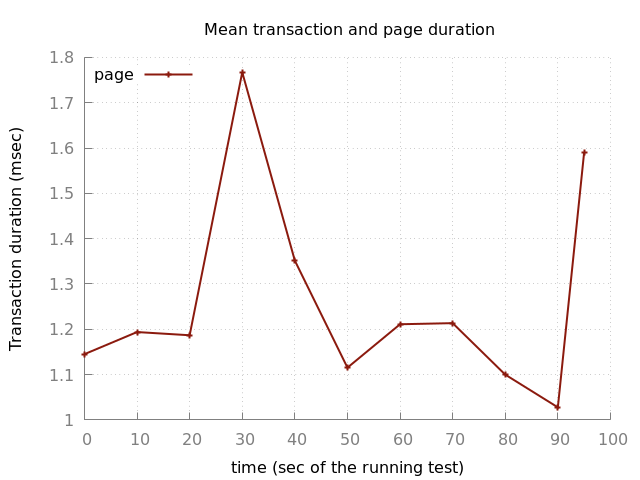 Mean transaction and page duration
page
1.8
1.7
1.6
1.5
1.4
1.3
1.2
1.1
1
Transaction duration (msec)
0 10 20 30 40 50 60 70 80 90 100
time (sec of the running test)